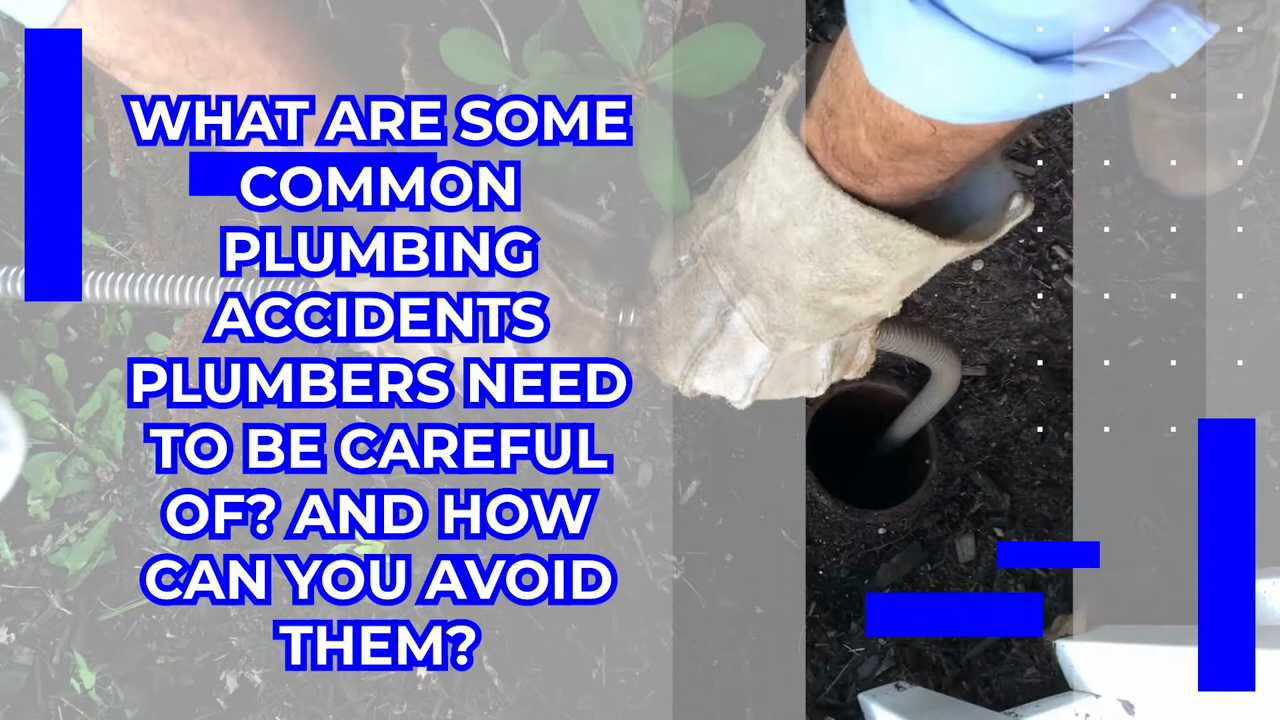 WHAT ARE SOME
COMMON
PLUMBING
ACCIDENTS
PLUMBERS NEED
TO BE CAREFUL
OF? AND HOW
CAN YOU AVOID
THEM?